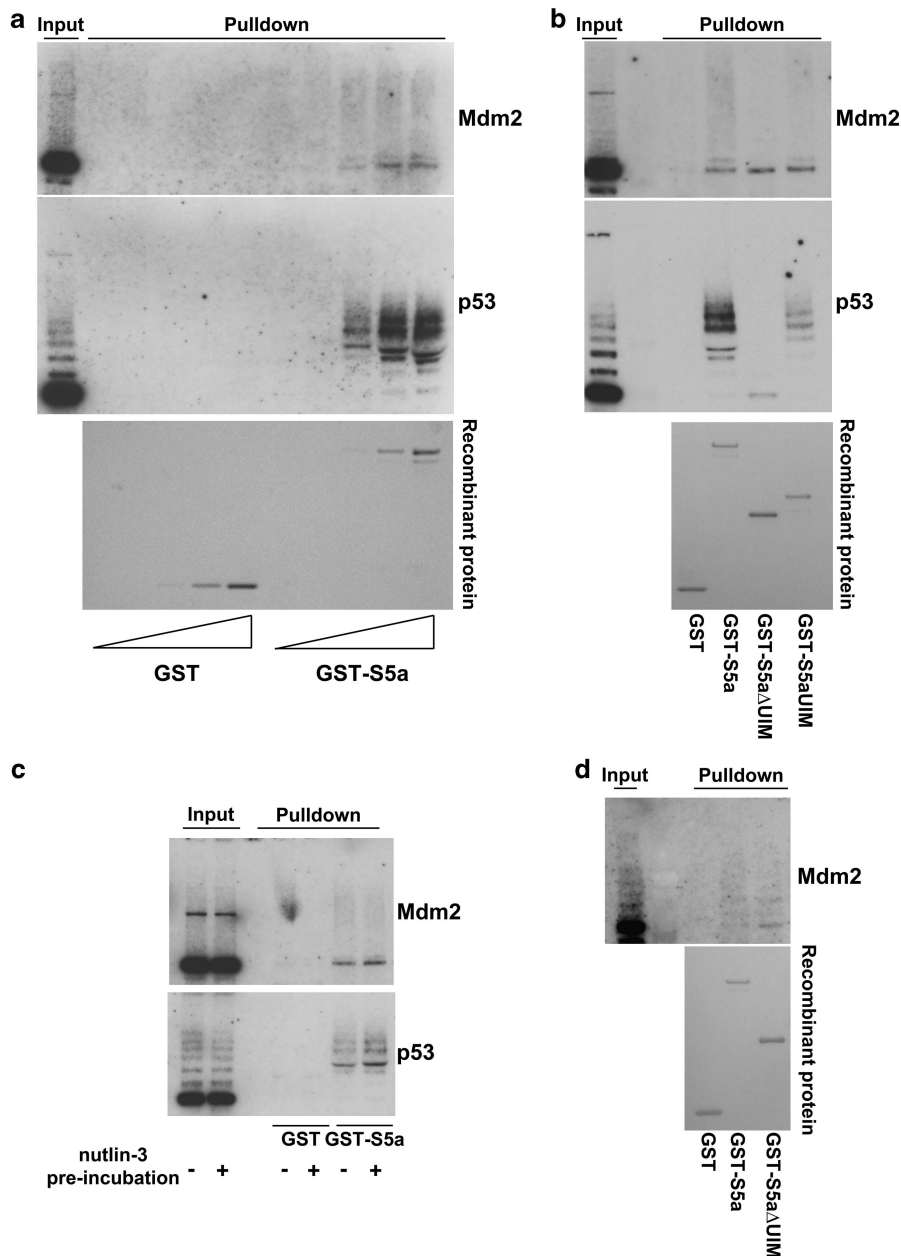 a
Input
Pulldown
Mdm2
p53
Recombinant protein
GST
GST-S5a
b
Input
Pulldown
Mdm2
p53
Recombinant protein
GST
GST-S5a
GST-S5aΔUIM
GST-S5aUIM
c
Input
Pulldown
Mdm2
p53
GST GST-S5a
nutlin-3
pre-incubation - + - + - +
d
Input
Pulldown
Mdm2
Recombinant protein
GST
GST-S5a
GST-S5aΔUIM